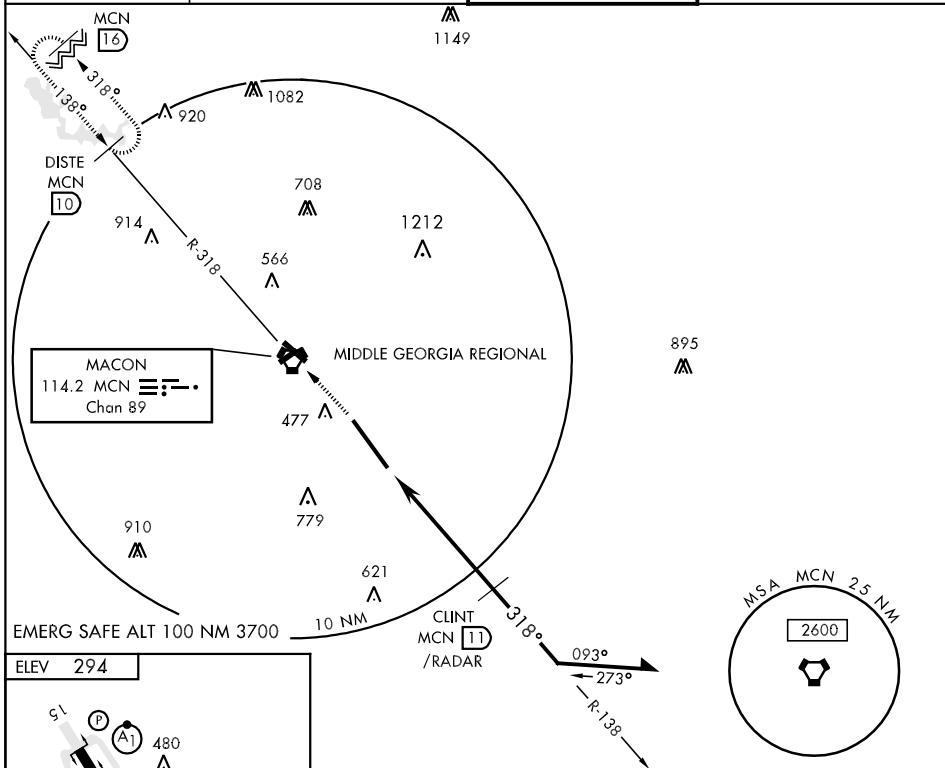 MCN
16
1149
318°
138°
1082
920
DISTE
MCN
10
708
914
1212
R-318
566
MIDDLE GEORGIA REGIONAL
895
MACON
114.2 MCN
Chan 89
477
779
910
621
MSA MCN 25 NM
2600
EMERG SAFE ALT 100 NM 3700
10 NM
CLINT
MCN 11
/RADAR
318°
093°
273°
R-138
ELEV 294
15
P
A1
480